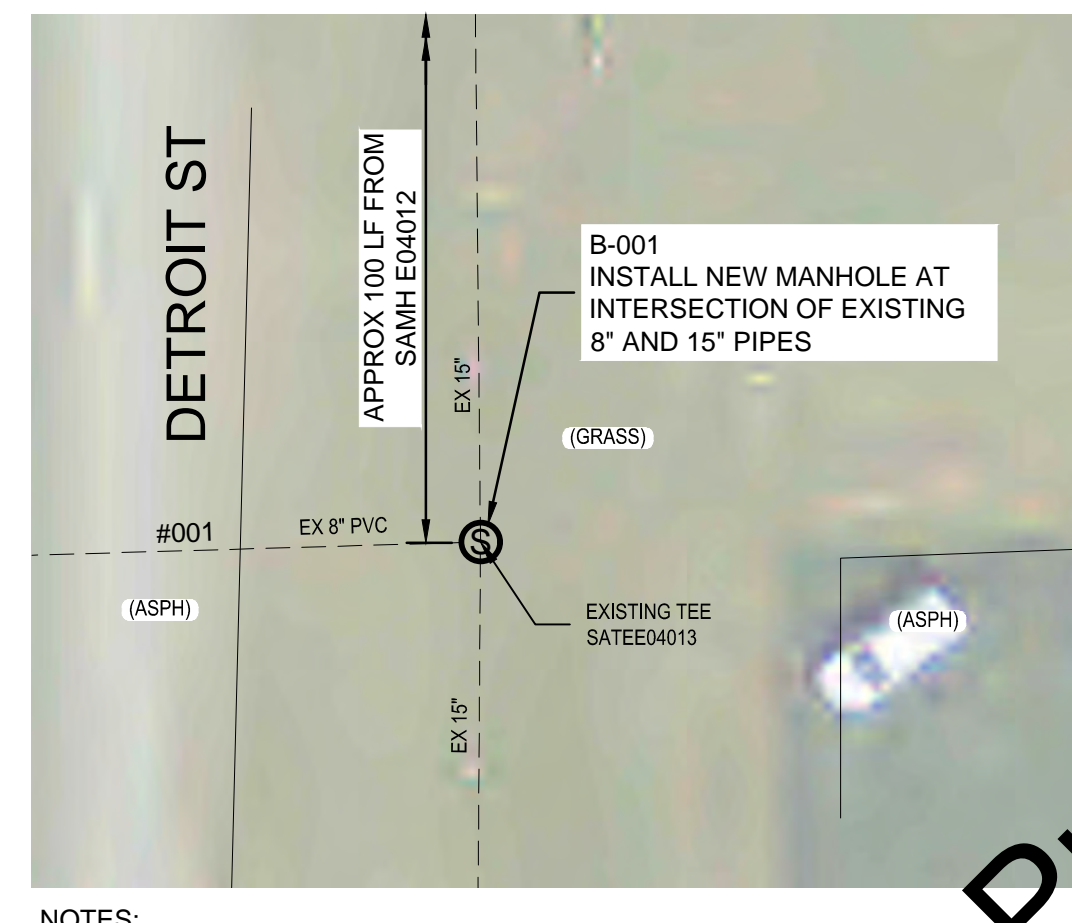 DETROIT ST
APPROX 100 LF FROM
SAMH E04012
EX 15"
B-001
INSTALL NEW MANHOLE AT
INTERSECTION OF EXISTING
8" AND 15" PIPES
(GRASS)
#001
EX 8" PVC
S
(ASPH)
EXISTING TEE
SATEE04013
(ASPH)
EX 15"
NOTES: